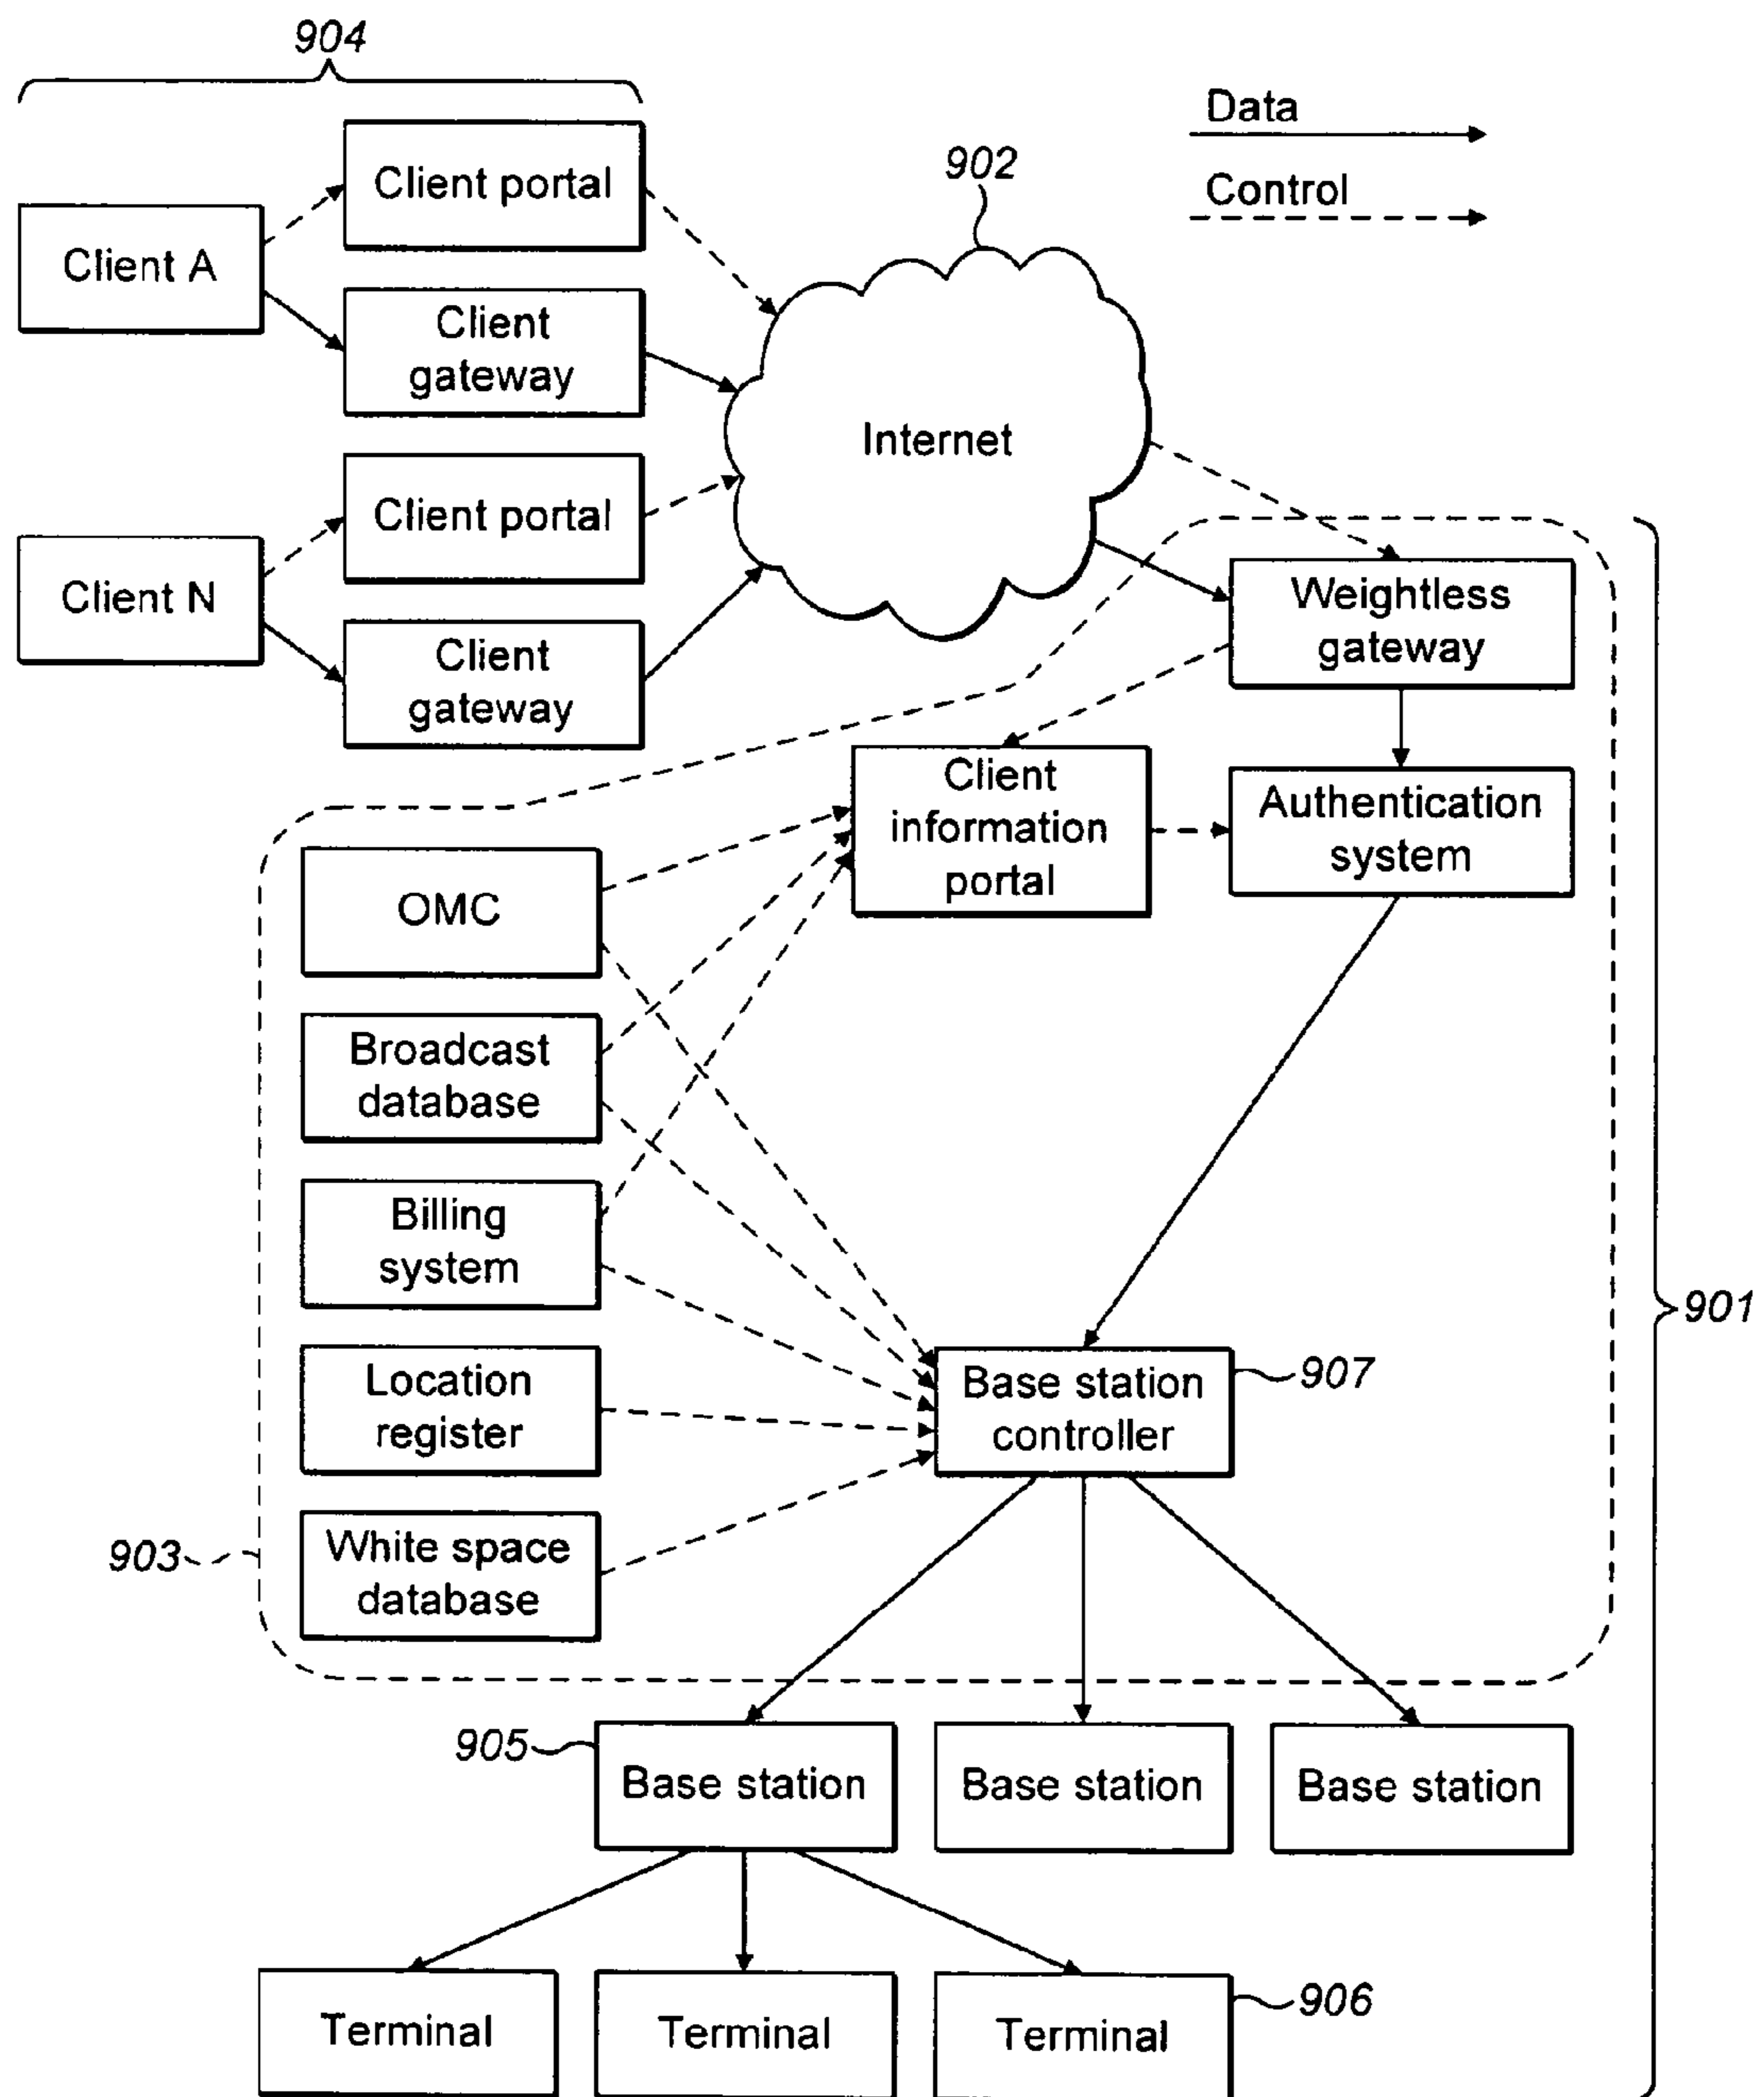 904
Data
Control
902
Client portal
Client A
Client
gateway
Internet
Client portal
Client N
Client
gateway
Weightless
gateway
Client
information
portal
Authentication
system
OMC
Broadcast
database
Billing
system
901
Location
register
Base station
controller
907
White space
database
903
905
Base station
Base station
Base station
Terminal
Terminal
Terminal
906